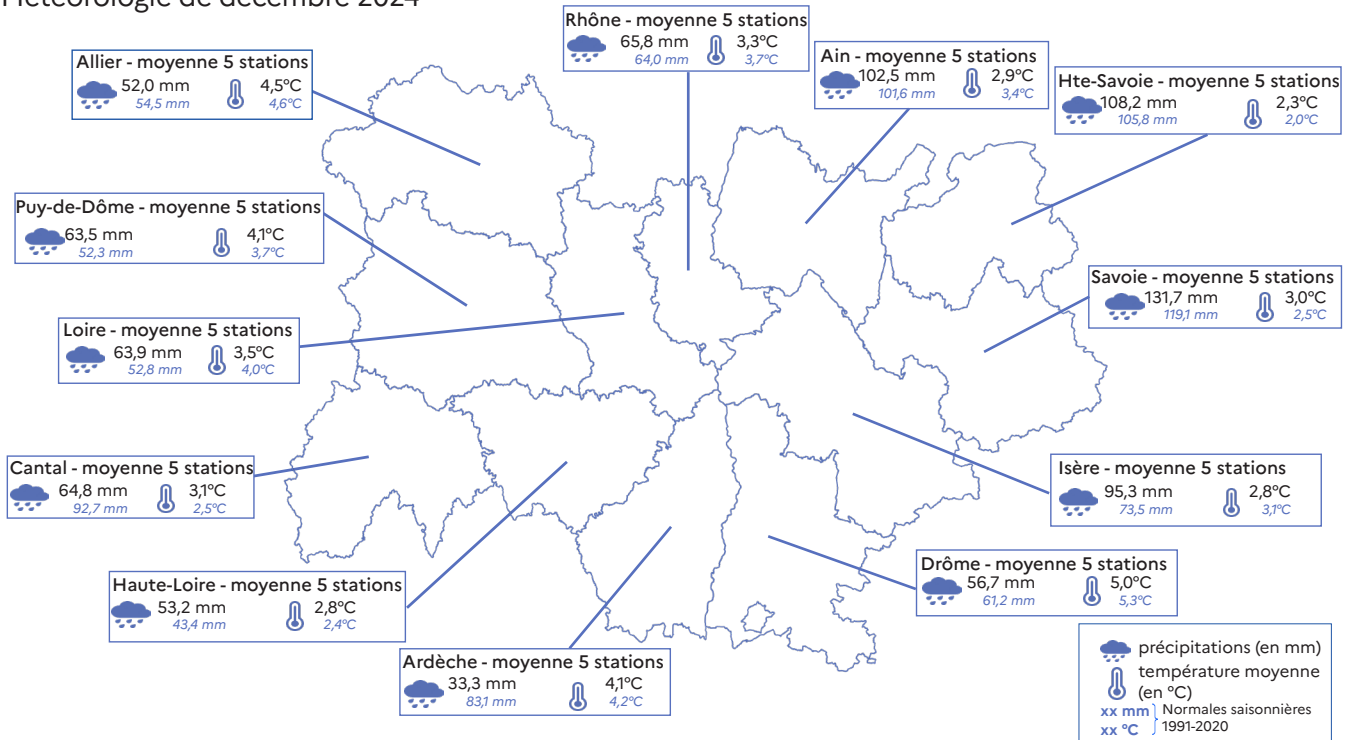 Météorologie de décembre 2024
Rhône - moyenne 5 stations
65,8 mm 3,3°C
64,0 mm 3,7°C
Allier - moyenne 5 stations
52,0 mm 4,5°C
54,5 mm 4,6°C
Ain - moyenne 5 stations
102,5 mm 2,9°C
101,6 mm 3,4°C
Hte-Savoie - moyenne 5 stations
108,2 mm 2,3°C
105,8 mm 2,0°C
Puy-de-Dôme - moyenne 5 stations
63,5 mm 4,1°C
52,3 mm 3,7°C
Savoie - moyenne 5 stations
131,7 mm 3,0°C
119,1 mm 2,5°C
Loire - moyenne 5 stations
63,9 mm 3,5°C
52,8 mm 4,0°C
Cantal - moyenne 5 stations
64,8 mm 3,1°C
92,7 mm 2,5°C
Isère - moyenne 5 stations
95,3 mm 2,8°C
73,5 mm 3,1°C
Haute-Loire - moyenne 5 stations
53,2 mm 2,8°C
43,4 mm 2,4°C
Drôme - moyenne 5 stations
56,7 mm 5,0°C
61,2 mm 5,3°C
Ardèche - moyenne 5 stations
33,3 mm 4,1°C
83,1 mm 4,2°C
précipitations (en mm)
température moyenne
(en °C)
xx mm Normales saisonnières
xx °C 1991-2020